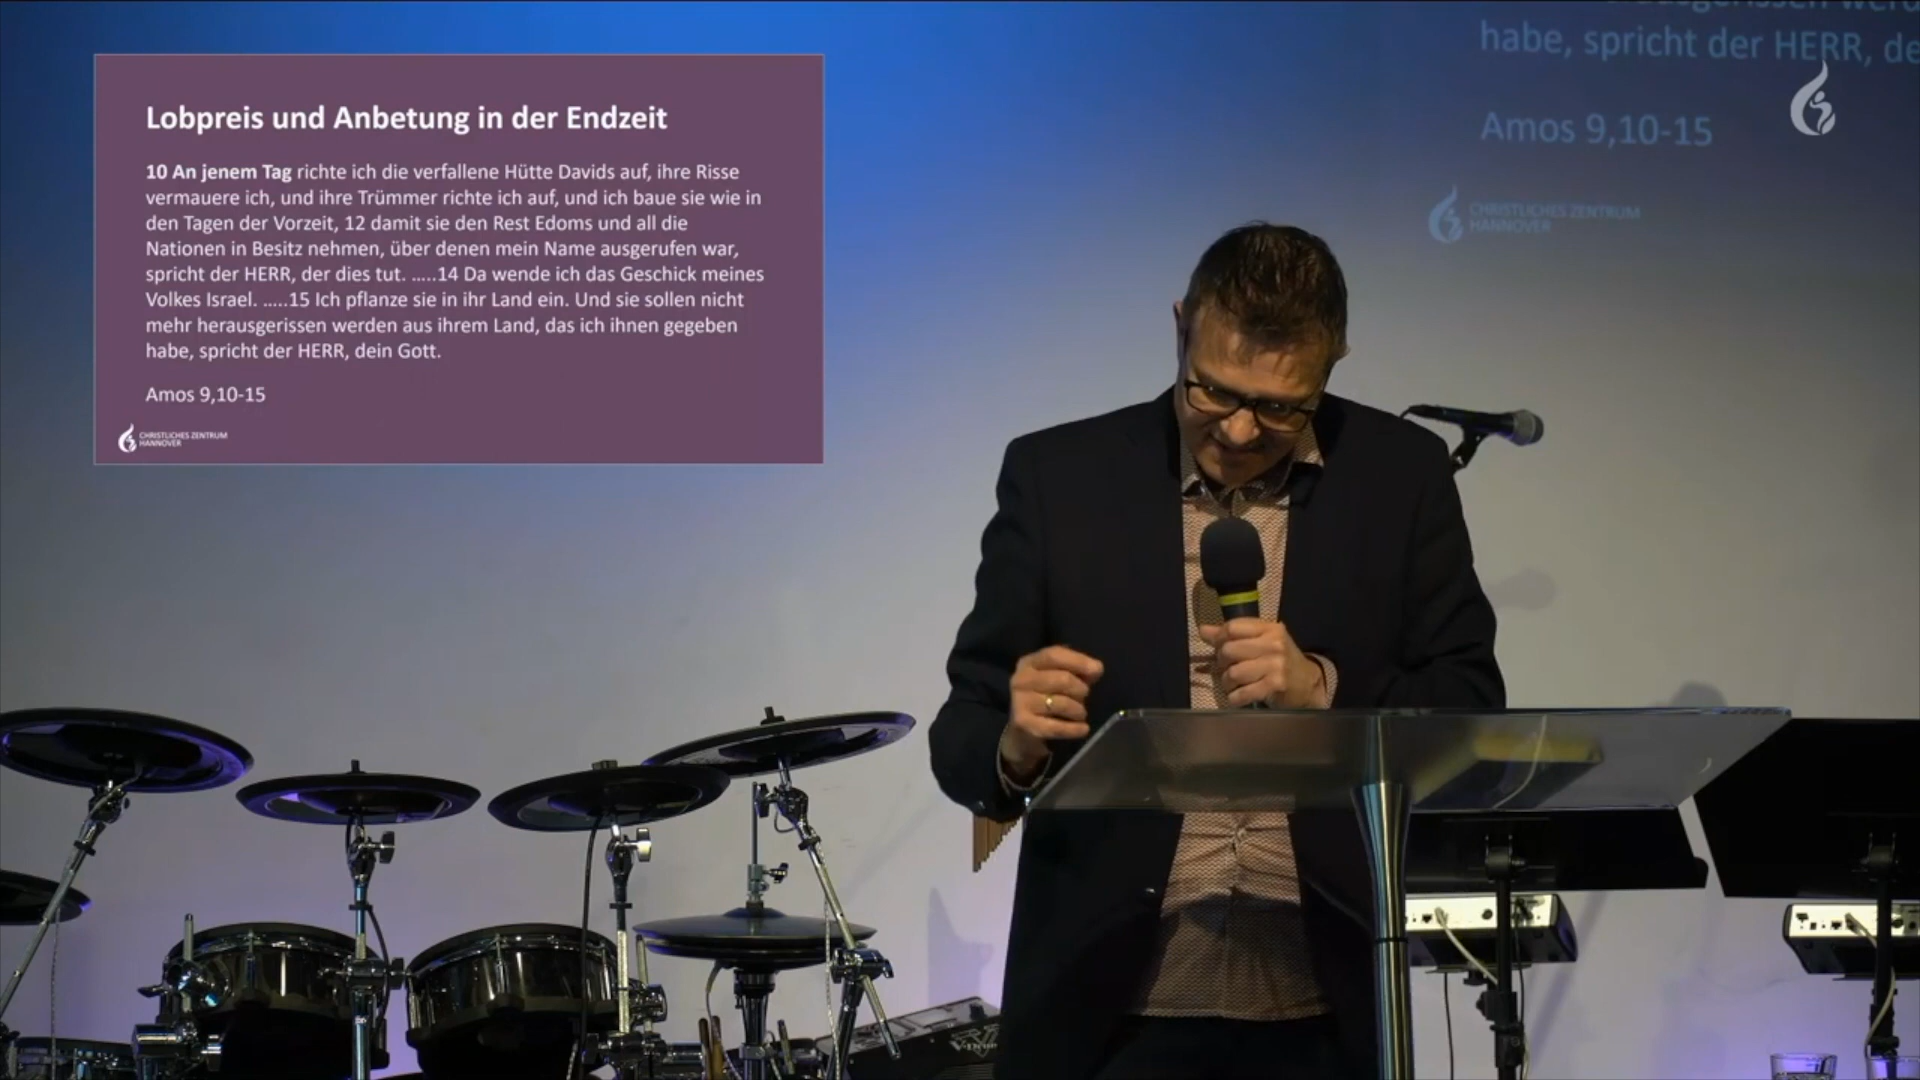 Lobpreis und Anbetung in der Endzeit
10 An jenem Tag richte ich die verfallene Hütte Davids auf, ihre Risse
vermauere ich, und ihre Trümmer richte ich auf, und ich baue sie wie in
den Tagen der Vorzeit, 12 damit sie den Rest Edoms und all die
Nationen in Besitz nehmen, über denen mein Name ausgerufen war,
spricht der HERR, der dies tut. .....14 Da wende ich das Geschick meines
Volkes Israel. .....15 Ich pflanze sie in ihr Land ein. Und sie sollen nicht
mehr herausgerissen werden aus ihrem Land, das ich ihnen gegeben
habe, spricht der HERR, dein Gott.
Amos 9,10-15
CHRISTLICHES ZENTRUM
HANNOVER
habe, spricht der HERR, de
Amos 9,10-15
CHRISTLICHES ZENTRUM
HANNOVER